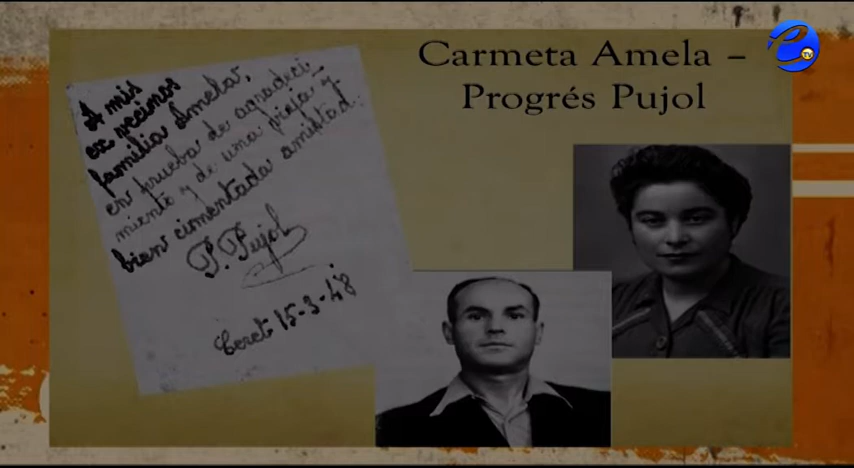 Carmeta Amela –
Progrés Pujol
A mis
ex vecinos
familia Amela,
en prueba de agradeci-
miento y de una vieja y
bien cimentada amistad.
P. Pujol
Ceret 15-3-48
e TV